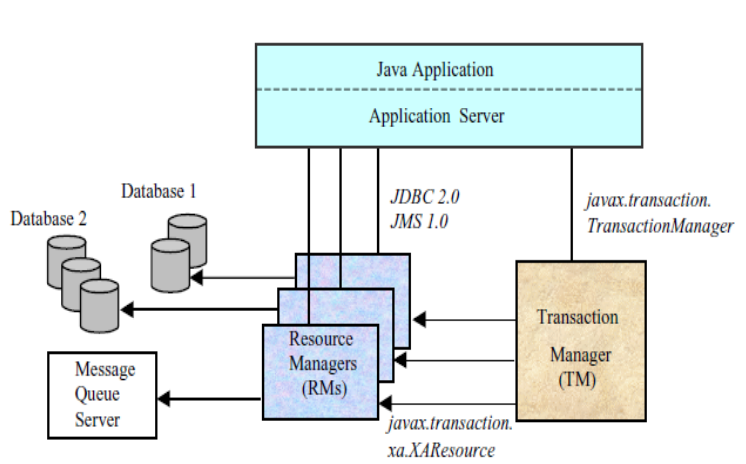 Java Application
Application Server
Database 1
Database 2
JDBC 2.0
JMS 1.0
javax.transaction.
TransactionManager
Resource
Managers
(RMs)
Transaction
Manager
(TM)
Message
Queue
Server
javax.transaction.
xa.XAResource